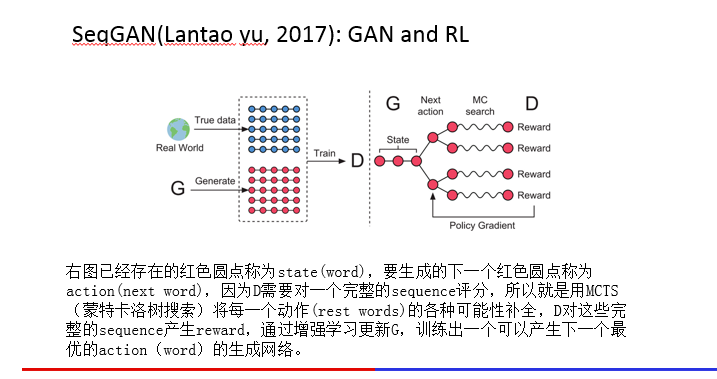 SeqGAN(Lantao yu, 2017): GAN and RL
G
Next
action
MC
search
D
True data
Real World
State
Reward
Reward
Train
D
G
Generate
Reward
Reward
Policy Gradient
右图已经存在的红色圆点称为state(word), 要生成的下一个红色圆点称为
action(next word), 因为D需要对一个完整的sequence评分, 所以就是用MCTS
（蒙特卡洛树搜索）将每一个动作(rest words)的各种可能性补全, D对这些完
整的sequence产生reward, 通过增强学习更新G, 训练出一个可以产生下一个最
优的action（word）的生成网络。